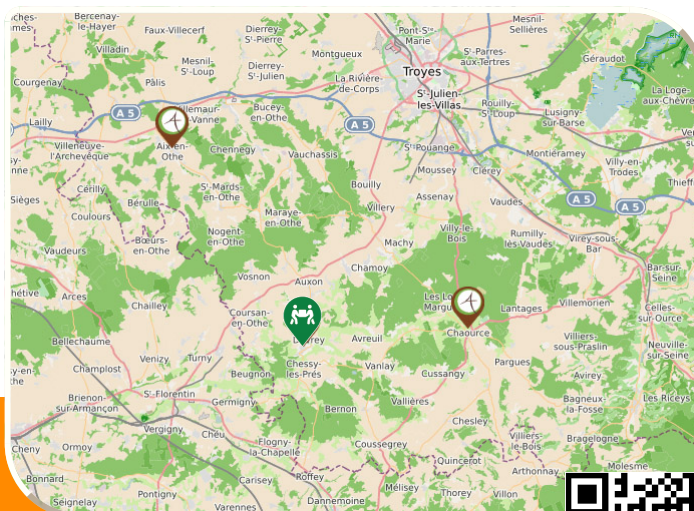 Bercenay-
le-Hayer
Faux-Villecerf
Dierrey-
St-Pierre
Pont-Ste-
Marie
Mesnil-
Sellières
Villadin
Mesnil-
St-Loup
Dierrey-
St-Julien
Montgueux
Troyes
St-Parres-
aux-Tertres
Géraudot
Courgenay
Pâlis
La Rivière-
de-Corps
St-Julien-
les-Villas
La Loge-
aux-Chèvres
Lailly
A 5
Bucey-
en-Othe
A 5
Rouilly-
St-Loup
Lusigny-
sur-Barse
Villeneuve-
l'Archevêque
Aix-en-
Othe
Chennegy
Vauchassis
Moussey
Clérey
Montiéramey
Villy-en-
Trodes
Cérilly
St-Mards-
en-Othe
Bouilly
Assenay
Vaudes
A 5
A 5
Sièges
Bérulle
Coulours
Maraye-
en-Othe
Villery
Villy-le-
Bois
Rumilly-
lès-Vaudes
Virey-sous-
Bar
Vaudeurs
Bœurs-
en-Othe
Nogent-
en-Othe
Machy
Vosnon
Auxon
Chamoy
Bar-sur-
Seine
Arces
Chailley
Coursan-
en-Othe
Lantages
Villemorien
Celles-
sur-Ource
Bellechaume
Avreuil
Chaource
Villiers-
sous-Praslin
Neuville-
sur-Seine
Champlost
Venizy
Turny
Beugnon
Chessy-
les-Prés
Vanlay
Cussangy
Pargues
Avirey
Brienon-
sur-Armançon
St-Florentin
Germigny
Bernon
Vallières
Bagneux-
la-Fosse
Les Riceys
Vergigny
Chéu
Chesley
Cheny
Ormoy
Flogny-
la-Chapelle
Coussegrey
Villiers-
le-Bois
Bragelogne
Quincerot
Molesme
Bonnard
Pontigny
Carisey
Roffey
Arthonnay
Seignelay
Varennes
Dannemoine
Mélisey
Thorey
Villon